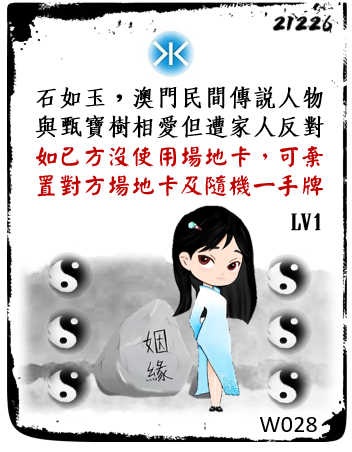 21226
石如玉，澳門民間傳説人物
與甄寶樹相愛但遭家人反對
如己方沒使用場地卡，可棄
置對方場地卡及隨機一手牌
LV1
姻
緣
W028